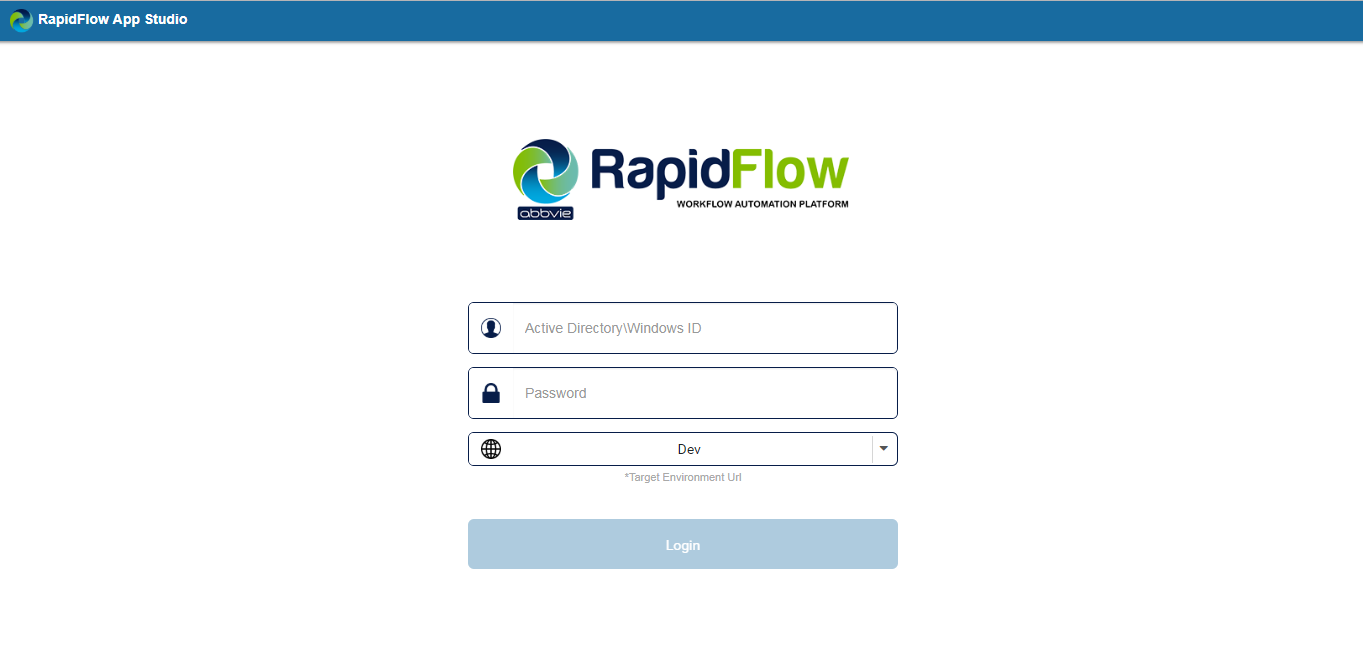 RapidFlow App Studio
RapidFlow
WORKFLOW AUTOMATION PLATFORM
abbvie
Active Directory\Windows ID
Password
Dev
*Target Environment Url
Login